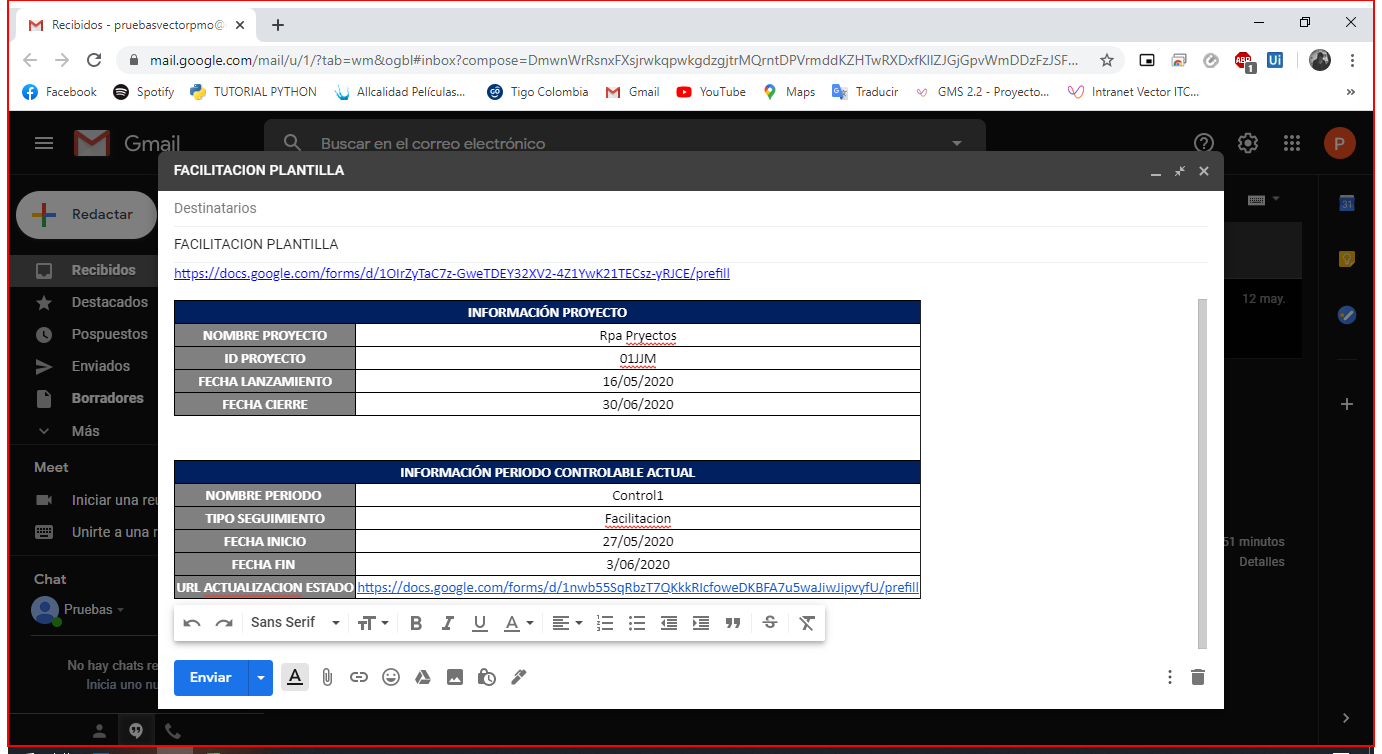 Recibidos - pruebasvectorpmo@
mail.google.com/mail/u/1/?tab=wm&ogbl#inbox?compose=DmwnWrRsnxFXsjrwkqpwkgdzgjtrMQrntDPVrmddKZHTwRXDxfKllZJGjGpvWmDDzFzJSF...
ABP 1 Ui
Facebook Spotify TUTORIAL PYTHON Allcalidad Películas... Tigo Colombia Gmail YouTube Maps Traducir GMS 2.2 - Proyecto... Intranet Vector ITC... »
Gmail Buscar en el correo electrónico P
FACILITACION PLANTILLA
Redactar
Destinatarios
FACILITACION PLANTILLA
https://docs.google.com/forms/d/1OIrZyTaC7z-GweTDEY32XV2-4Z1YwK21TECsz-yRJCE/prefill
31
12 may.
Recibidos
Destacados
Pospuestos
Enviados
Borradores
Más
INFORMACIÓN PROYECTO
NOMBRE PROYECTO Rpa Pryectos
ID PROYECTO 01JJM
FECHA LANZAMIENTO 16/05/2020
FECHA CIERRE 30/06/2020
INFORMACIÓN PERIODO CONTROLABLE ACTUAL
NOMBRE PERIODO Control1
TIPO SEGUIMIENTO Facilitacion
FECHA INICIO 27/05/2020
FECHA FIN 3/06/2020
URL ACTUALIZACION ESTADO https://docs.google.com/forms/d/1nwb55SqRbzT7QKkkRIcfoweDKBFA7u5waJiwJipvyfU/prefill
Meet
Iniciar una reu
Unirte a una r
51 minutos
Detalles
Chat
Pruebas
No hay chats re
Inicia uno nu
Sans Serif
Enviar